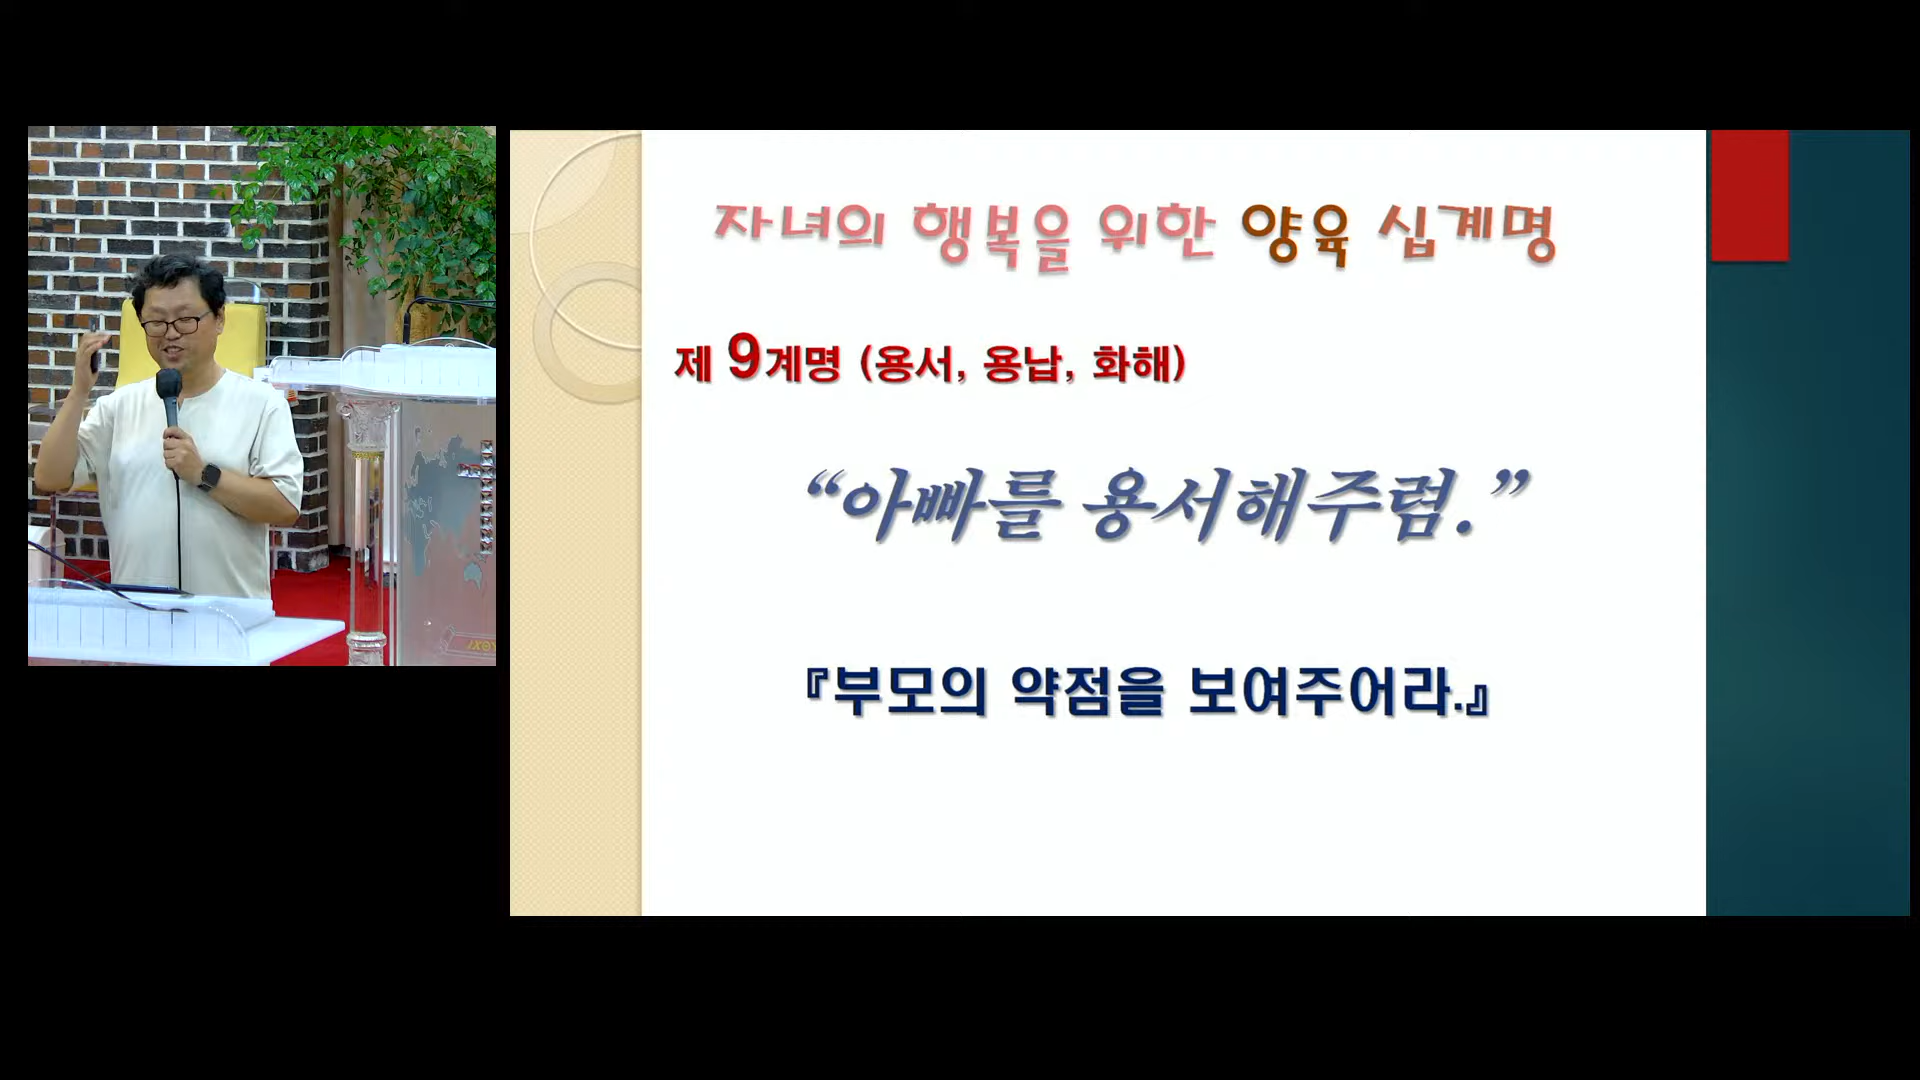 자녀의 행복을 위한 양육 십계명
제 9계명 (용서, 용납, 화해)
“아빠를 용서해주렴.”
『부모의 약점을 보여주어라.』